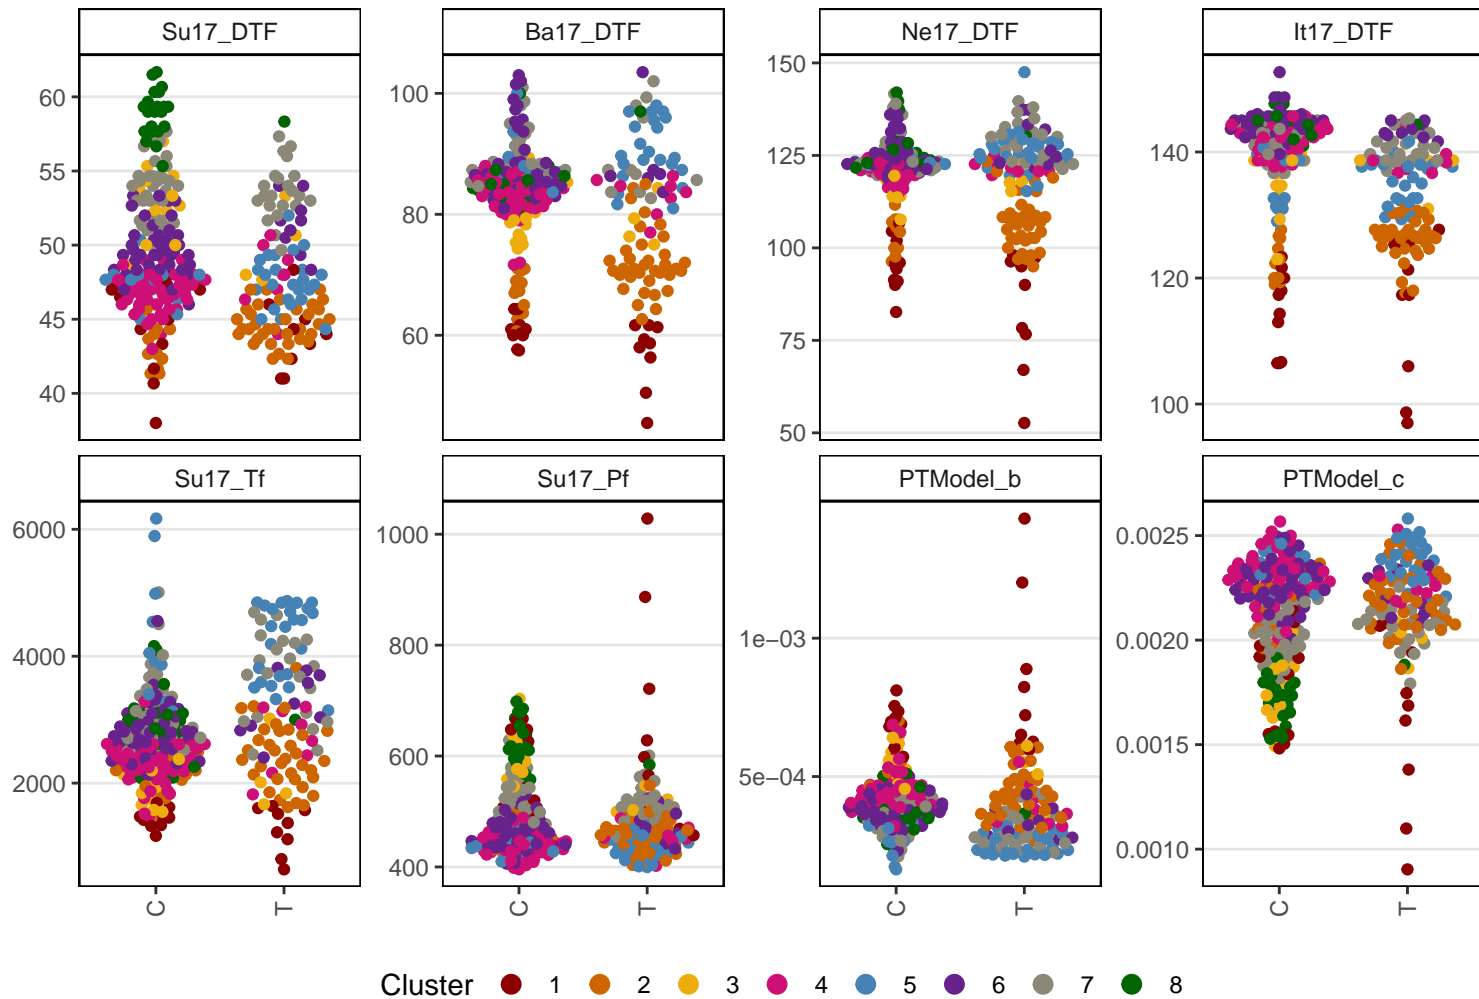 Su17_DTF
Ba17_DTF
Ne17_DTF
It17_DTF
60
55
50
45
40
100
80
60
150
125
100
75
50
140
120
100
Su17_Tf
Su17_Pf
PTModel_b
PTModel_c
6000
4000
2000
1000
800
600
400
1e−03
5e−04
0.0025
0.0020
0.0015
0.0010
C T C T C T C T
Cluster 1 2 3 4 5 6 7 8